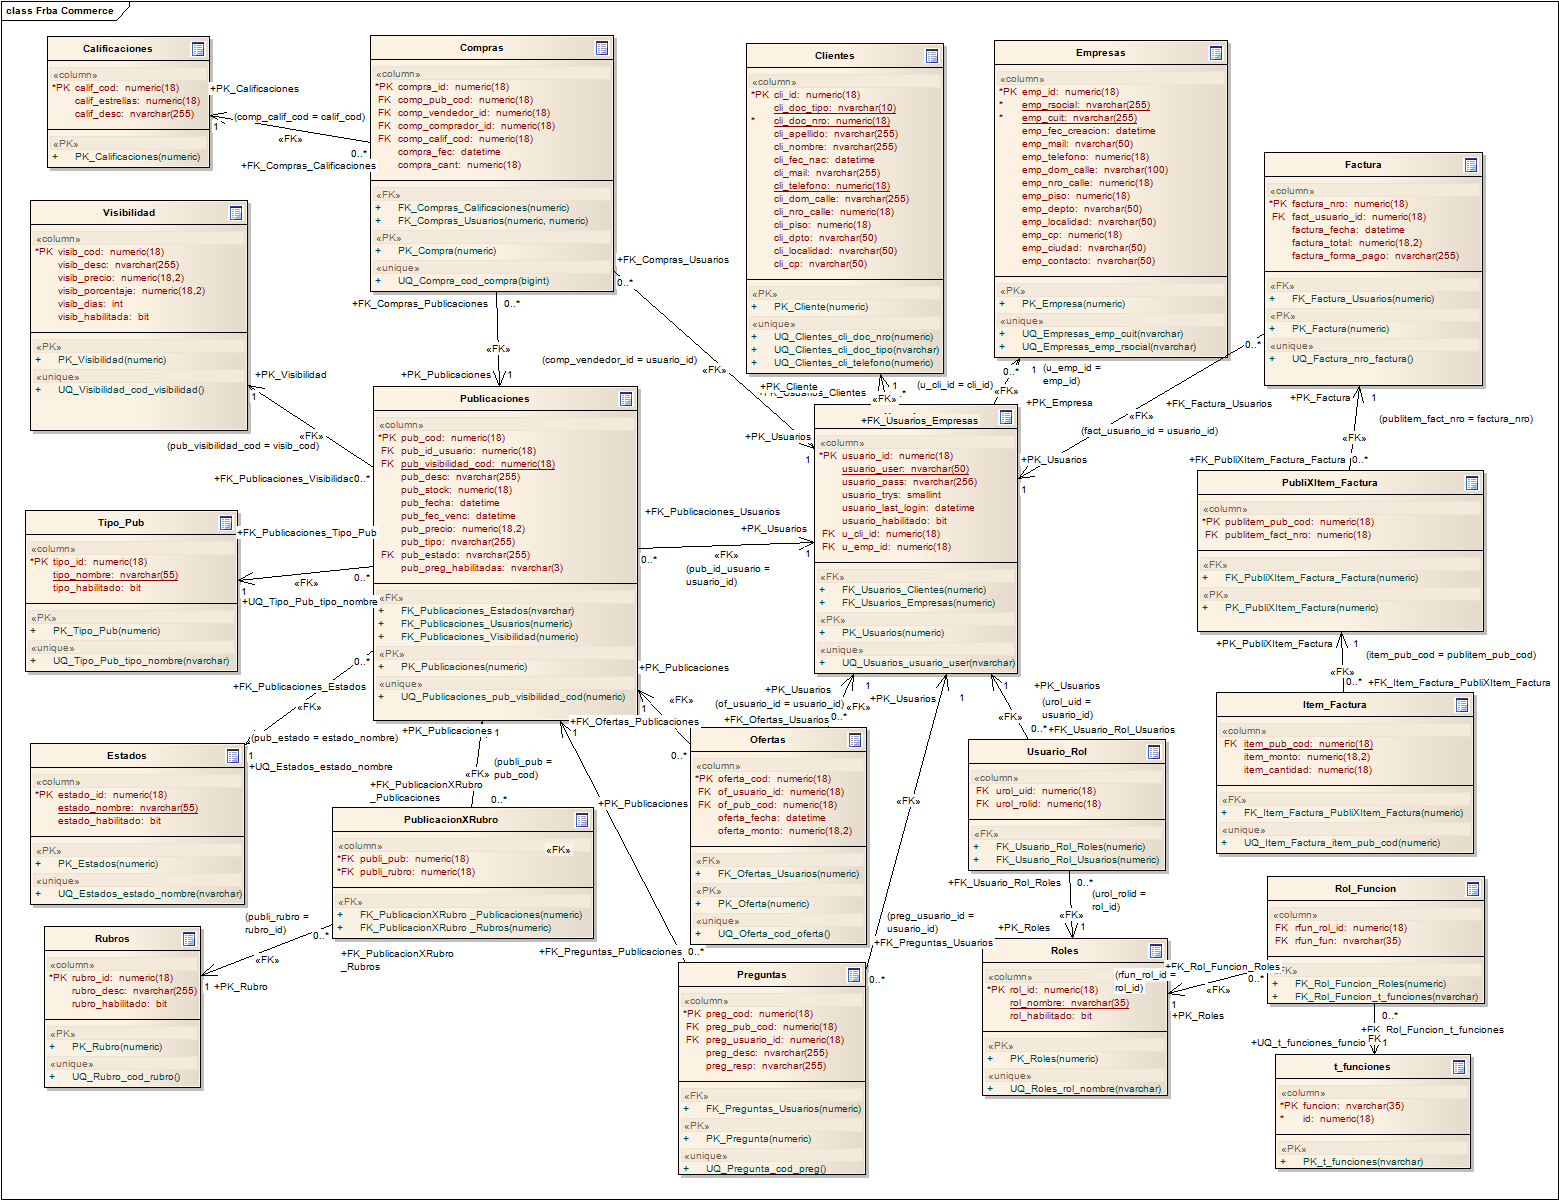 class Frba Commerce
Calificaciones
«column»
*PK calif_cod: numeric(18)
calif_estrellas: numeric(18)
calif_desc: nvarchar(255)
«PK»
+ PK_Calificaciones(numeric)
Compras
«column»
*PK compra_id: numeric(18)
FK comp_pub_cod: numeric(18)
FK comp_vendedor_id: numeric(18)
FK comp_comprador_id: numeric(18)
FK comp_calif_cod: numeric(18)
compra_fec: datetime
compra_cant: numeric(18)
«FK»
+ FK_Compras_Calificaciones(numeric)
+ FK_Compras_Usuarios(numeric, numeric)
«PK»
+ PK_Compra(numeric)
«unique»
+ UQ_Compra_cod_compra(bigint)
Clientes
«column»
*PK cli_id: numeric(18)
cli_doc_tipo: nvarchar(10)
* cli_doc_nro: numeric(18)
cli_apellido: nvarchar(255)
cli_nombre: nvarchar(255)
cli_fec_nac: datetime
cli_mail: nvarchar(255)
cli_telefono: numeric(18)
cli_dom_calle: nvarchar(255)
cli_nro_calle: numeric(18)
cli_piso: numeric(18)
cli_dpto: nvarchar(50)
cli_localidad: nvarchar(50)
cli_cp: nvarchar(50)
«PK»
+ PK_Cliente(numeric)
«unique»
+ UQ_Clientes_cli_doc_nro(numeric)
+ UQ_Clientes_cli_doc_tipo(nvarchar)
+ UQ_Clientes_cli_telefono(numeric)
Empresas
«column»
*PK emp_id: numeric(18)
* emp_rsocial: nvarchar(255)
* emp_cuit: nvarchar(255)
emp_fec_creacion: datetime
emp_mail: nvarchar(50)
emp_telefono: numeric(18)
emp_dom_calle: nvarchar(100)
emp_nro_calle: numeric(18)
emp_piso: numeric(18)
emp_depto: nvarchar(50)
emp_localidad: nvarchar(50)
emp_cp: numeric(18)
emp_ciudad: nvarchar(50)
emp_contacto: nvarchar(50)
«PK»
+ PK_Empresa(numeric)
«unique»
+ UQ_Empresas_emp_cuit(nvarchar)
+ UQ_Empresas_emp_rsocial(nvarchar)
Factura
«column»
*PK factura_nro: numeric(18)
FK fact_usuario_id: numeric(18)
factura_fecha: datetime
factura_total: numeric(18,2)
factura_forma_pago: nvarchar(255)
«FK»
+ FK_Factura_Usuarios(numeric)
«PK»
+ PK_Factura(numeric)
«unique»
+ UQ_Factura_nro_factura()
+PK_Calificaciones
1
(comp_calif_cod = calif_cod)
«FK»
0..*
+FK_Compras_Calificaciones
Visibilidad
«column»
*PK visib_cod: numeric(18)
visib_desc: nvarchar(255)
visib_precio: numeric(18,2)
visib_porcentaje: numeric(18,2)
visib_dias: int
visib_habilitada: bit
«PK»
+ PK_Visibilidad(numeric)
«unique»
+ UQ_Visibilidad_cod_visibilidad()
+FK_Compras_Usuarios
0..*
(comp_vendedor_id = usuario_id)
«FK»
+PK_Usuarios
1
+FK_Compras_Publicaciones 0..*
«FK»
+PK_Publicaciones 1
+PK_Visibilidad
1
«FK»
(pub_visibilidad_cod = visib_cod)
+FK_Publicaciones_Visibilidad 0..*
Publicaciones
«column»
*PK pub_cod: numeric(18)
FK pub_id_usuario: numeric(18)
FK pub_visibilidad_cod: numeric(18)
pub_desc: nvarchar(255)
pub_stock: numeric(18)
pub_fecha: datetime
pub_fec_venc: datetime
pub_precio: numeric(18,2)
pub_tipo: nvarchar(255)
FK pub_estado: nvarchar(255)
pub_preg_habilitadas: nvarchar(3)
«FK»
+ FK_Publicaciones_Estados(nvarchar)
+ FK_Publicaciones_Usuarios(numeric)
+ FK_Publicaciones_Visibilidad(numeric)
«PK»
+ PK_Publicaciones(numeric)
«unique»
+ UQ_Publicaciones_pub_visibilidad_cod(numeric)
+PK_Cliente 1
(u_cli_id = cli_id)
«FK»
0..*
(u_emp_id =
emp_id)
1
+PK_Empresa
«FK»
+FK_Usuarios_Empresas
«column»
*PK usuario_id: numeric(18)
usuario_user: nvarchar(50)
usuario_pass: nvarchar(256)
usuario_trys: smallint
usuario_last_login: datetime
usuario_habilitado: bit
FK u_cli_id: numeric(18)
FK u_emp_id: numeric(18)
«FK»
+ FK_Usuarios_Clientes(numeric)
+ FK_Usuarios_Empresas(numeric)
«PK»
+ PK_Usuarios(numeric)
«unique»
+ UQ_Usuarios_usuario_user(nvarchar)
0..*
+FK_Factura_Usuarios
«FK»
(fact_usuario_id = usuario_id)
+PK_Usuarios
1
+PK_Factura 1
(publitem_fact_nro = factura_nro)
«FK»
+FK_PubliXItem_Factura_Factura 0..*
PubliXItem_Factura
«column»
*PK publitem_pub_cod: numeric(18)
FK publitem_fact_nro: numeric(18)
«FK»
+ FK_PubliXItem_Factura_Factura(numeric)
«PK»
+ PK_PubliXItem_Factura(numeric)
+PK_PubliXItem_Factura 1
(item_pub_cod = publitem_pub_cod)
«FK»
0..* +FK_Item_Factura_PubliXItem_Factura
Item_Factura
«column»
FK item_pub_cod: numeric(18)
item_monto: numeric(18,2)
item_cantidad: numeric(18)
«FK»
+ FK_Item_Factura_PubliXItem_Factura(numeric)
«unique»
+ UQ_Item_Factura_item_pub_cod(numeric)
Tipo_Pub
«column»
*PK tipo_id: numeric(18)
tipo_nombre: nvarchar(55)
tipo_habilitado: bit
«PK»
+ PK_Tipo_Pub(numeric)
«unique»
+ UQ_Tipo_Pub_tipo_nombre(nvarchar)
+FK_Publicaciones_Tipo_Pub
0..*
«FK»
1
+UQ_Tipo_Pub_tipo_nombre
+FK_Publicaciones_Usuarios
0..*
+PK_Usuarios
1
«FK»
(pub_id_usuario =
usuario_id)
0..*
+FK_Publicaciones_Estados
«FK»
(pub_estado = estado_nombre)
1
+UQ_Estados_estado_nombre
Estados
«column»
*PK estado_id: numeric(18)
estado_nombre: nvarchar(55)
estado_habilitado: bit
«PK»
+ PK_Estados(numeric)
«unique»
+ UQ_Estados_estado_nombre(nvarchar)
+PK_Publicaciones
1
(publi_pub =
pub_cod)
«FK»
+FK_PublicacionXRubro
_Publicaciones
0..*
PublicacionXRubro
«column»
*FK publi_pub: numeric(18)
*FK publi_rubro: numeric(18)
«FK»
+ FK_PublicacionXRubro _Publicaciones(numeric)
+ FK_PublicacionXRubro _Rubros(numeric)
«FK»
(publi_rubro =
rubro_id)
0..*
«FK»
+FK_PublicacionXRubro
_Rubros
1 +PK_Rubro
Rubros
«column»
*PK rubro_id: numeric(18)
rubro_desc: nvarchar(255)
rubro_habilitado: bit
«PK»
+ PK_Rubro(numeric)
«unique»
+ UQ_Rubro_cod_rubro()
+PK_Publicaciones
1
«FK»
+FK_Ofertas_Publicaciones
0..*
1
+PK_Publicaciones
+FK_Preguntas_Publicaciones 0..*
+PK_Usuarios 1
(of_usuario_id = usuario_id)
«FK»
+FK_Ofertas_Usuarios 0..*
Ofertas
«column»
*PK oferta_cod: numeric(18)
FK of_usuario_id: numeric(18)
FK of_pub_cod: numeric(18)
oferta_fecha: datetime
oferta_monto: numeric(18,2)
«FK»
+ FK_Ofertas_Usuarios(numeric)
«PK»
+ PK_Oferta(numeric)
«unique»
+ UQ_Oferta_cod_oferta()
+PK_Usuarios 1
«FK»
(preg_usuario_id =
usuario_id)
+FK_Preguntas_Usuarios
0..*
Preguntas
«column»
*PK preg_cod: numeric(18)
FK preg_pub_cod: numeric(18)
FK preg_usuario_id: numeric(18)
preg_desc: nvarchar(255)
preg_resp: nvarchar(255)
«FK»
+ FK_Preguntas_Usuarios(numeric)
«PK»
+ PK_Pregunta(numeric)
«unique»
+ UQ_Pregunta_cod_preg()
1 +PK_Usuarios
(urol_uid =
usuario_id)
«FK»
0..* +FK_Usuario_Rol_Usuarios
Usuario_Rol
«column»
FK urol_uid: numeric(18)
FK urol_rolid: numeric(18)
«FK»
+ FK_Usuario_Rol_Roles(numeric)
+ FK_Usuario_Rol_Usuarios(numeric)
+FK_Usuario_Rol_Roles 0..*
(urol_rolid =
rol_id)
«FK»
+PK_Roles 1
Roles
«column»
*PK rol_id: numeric(18)
rol_nombre: nvarchar(35)
rol_habilitado: bit
«PK»
+ PK_Roles(numeric)
«unique»
+ UQ_Roles_rol_nombre(nvarchar)
+FK_Rol_Funcion_Roles
(rfun_rol_id =
rol_id)
0..*
«FK»
1
+PK_Roles
Rol_Funcion
«column»
FK rfun_rol_id: numeric(18)
FK rfun_fun: nvarchar(35)
«FK»
+ FK_Rol_Funcion_Roles(numeric)
+ FK_Rol_Funcion_t_funciones(nvarchar)
0..*
+FK_Rol_Funcion_t_funciones
+UQ_t_funciones_funcio
«FK»
1
t_funciones
«column»
*PK funcion: nvarchar(35)
* id: numeric(18)
«PK»
+ PK_t_funciones(nvarchar)